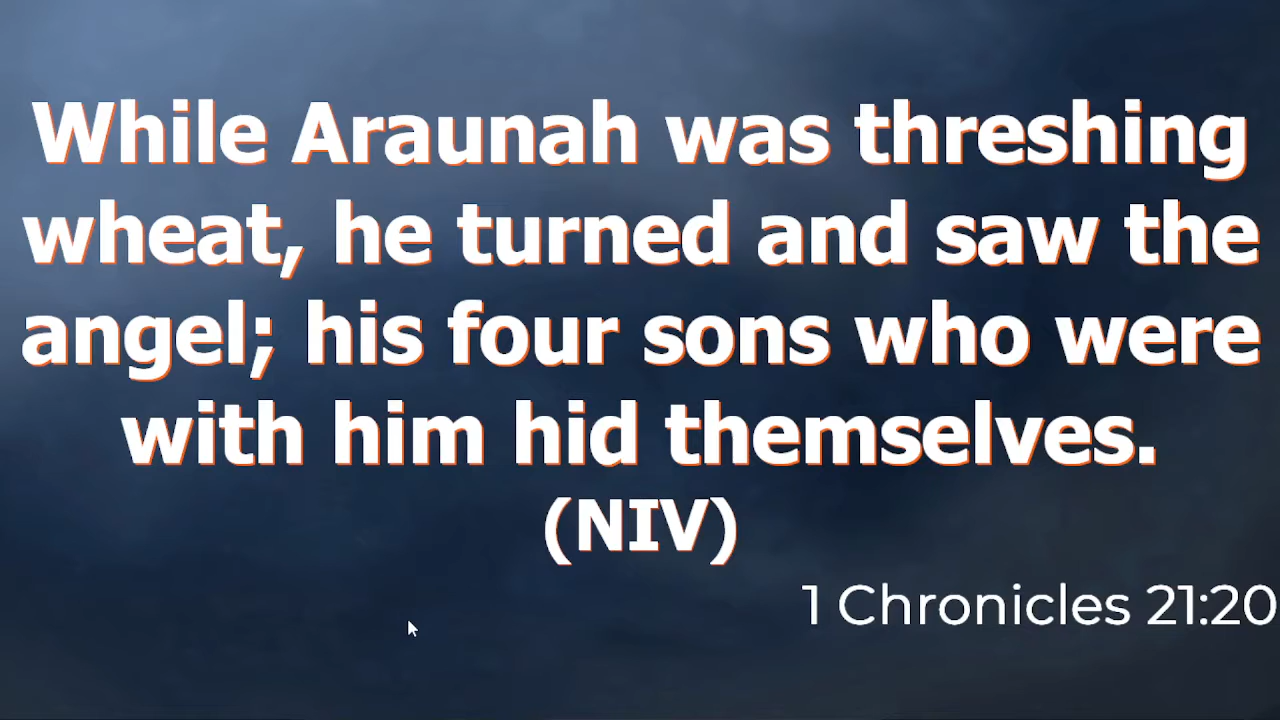 While Araunah was threshing
wheat, he turned and saw the
angel; his four sons who were
with him hid themselves.
(NIV)
1 Chronicles 21:20